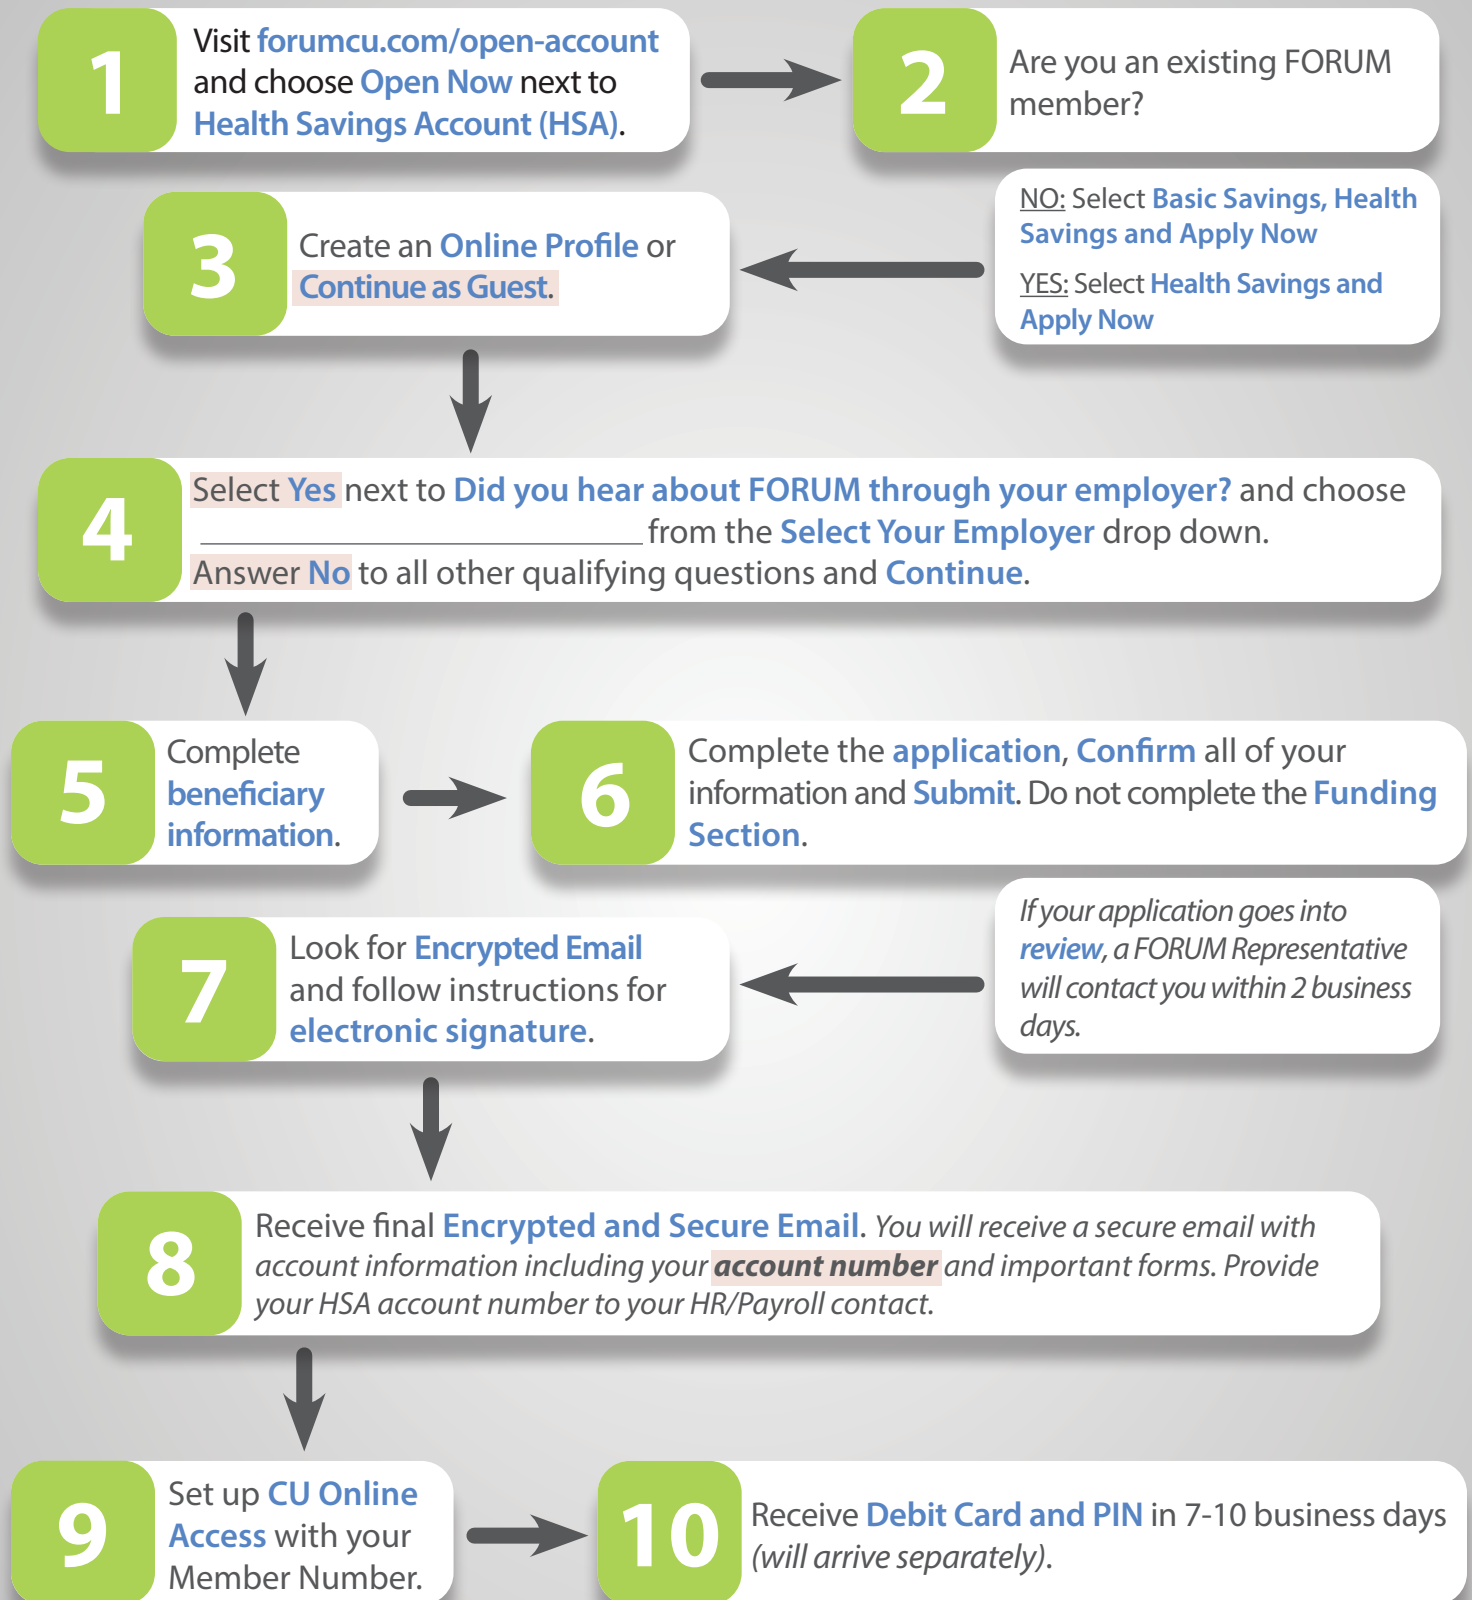 1
Visit forumcu.com/open-account
and choose Open Now next to
Health Savings Account (HSA).
2
Are you an existing FORUM
member?
NO: Select Basic Savings, Health
Savings and Apply Now
YES: Select Health Savings and
Apply Now
3
Create an Online Profile or
Continue as Guest.
4
Select Yes next to Did you hear about FORUM through your employer? and choose
____________________ from the Select Your Employer drop down.
Answer No to all other qualifying questions and Continue.
5
Complete
beneficiary
information.
6
Complete the application, Confirm all of your
information and Submit. Do not complete the Funding
Section.
If your application goes into
review, a FORUM Representative
will contact you within 2 business
days.
7
Look for Encrypted Email
and follow instructions for
electronic signature.
8
Receive final Encrypted and Secure Email. You will receive a secure email with
account information including your account number and important forms. Provide
your HSA account number to your HR/Payroll contact.
9
Set up CU Online
Access with your
Member Number.
10
Receive Debit Card and PIN in 7-10 business days
(will arrive separately).